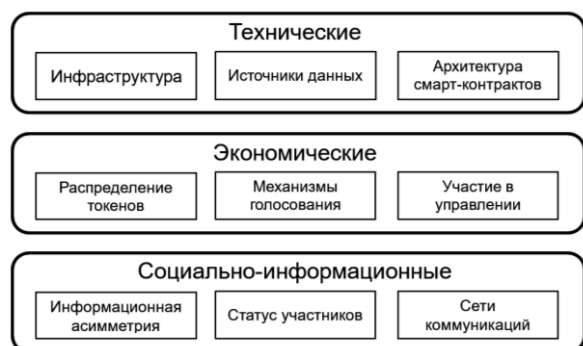 Технические
Инфраструктура
Источники данных
Архитектура
смарт-контрактов
Экономические
Распределение
токенов
Механизмы
голосования
Участие в
управлении
Социально-информационные
Информационная
асимметрия
Статус участников
Сети
коммуникаций